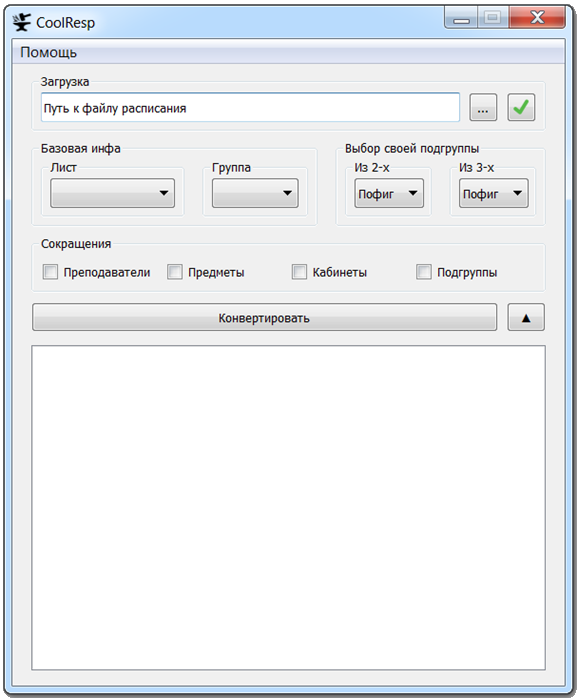 CoolResp
Помощь
Загрузка
Путь к файлу расписания
...
Базовая инфа
Выбор своей подгруппы
Лист
Группа
Из 2-х
Из 3-х
Пофиг
Пофиг
Сокращения
Преподаватели
Предметы
Кабинеты
Подгруппы
Конвертировать